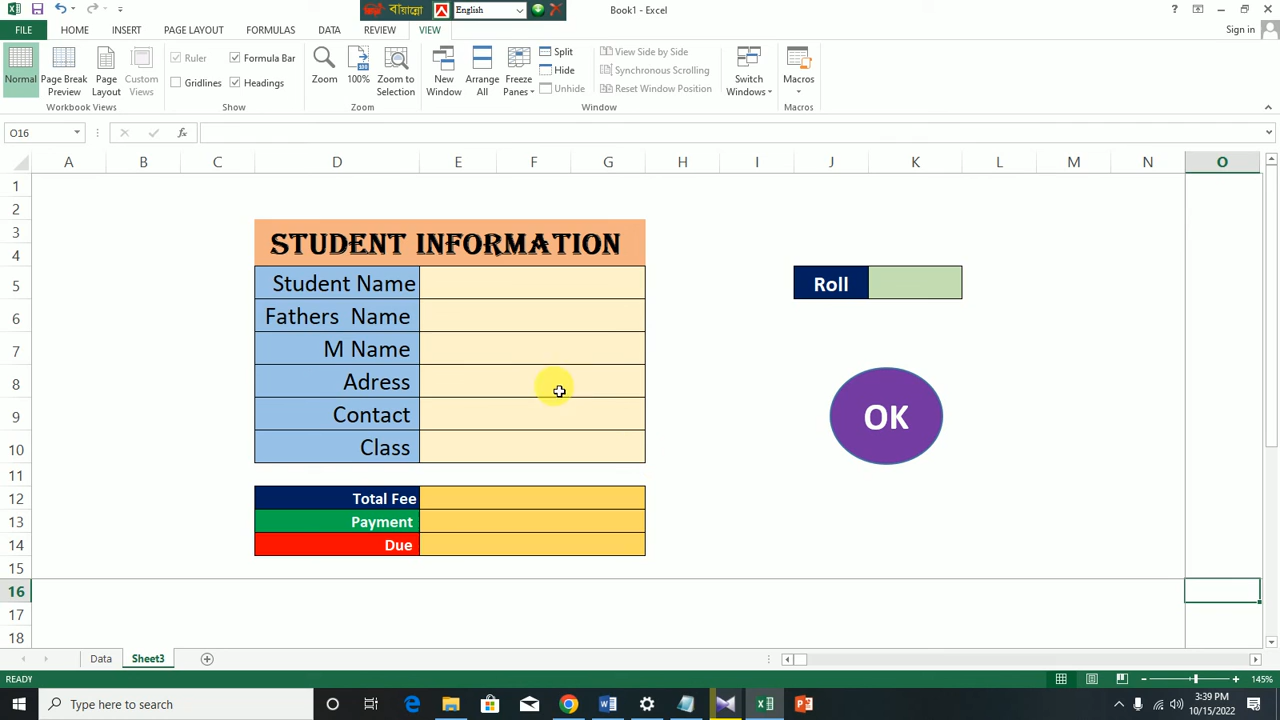 বাঁয়ান্নো English
Book1 - Excel
Sign in
FILE HOME INSERT PAGE LAYOUT FORMULAS DATA REVIEW VIEW
Normal
Page Break Preview
Page Layout
Custom Views
Workbook Views
Ruler
Formula Bar
Gridlines
Headings
Show
Zoom
100%
Zoom to Selection
Zoom
New Window
Arrange All
Freeze Panes
Split
Hide
Unhide
View Side by Side
Synchronous Scrolling
Reset Window Position
Window
Switch Windows
Macros
Macros
O16
fx
A B C D E F G H I J K L M N O
1
2
3 STUDENT INFORMATION
4
5 Student Name Roll
6 Fathers Name
7 M Name
8 Adress
9 Contact OK
10 Class
11
12 Total Fee
13 Payment
14 Due
15
16
17
18
Data Sheet3
READY 145%
Type here to search
3:39 PM
10/15/2022